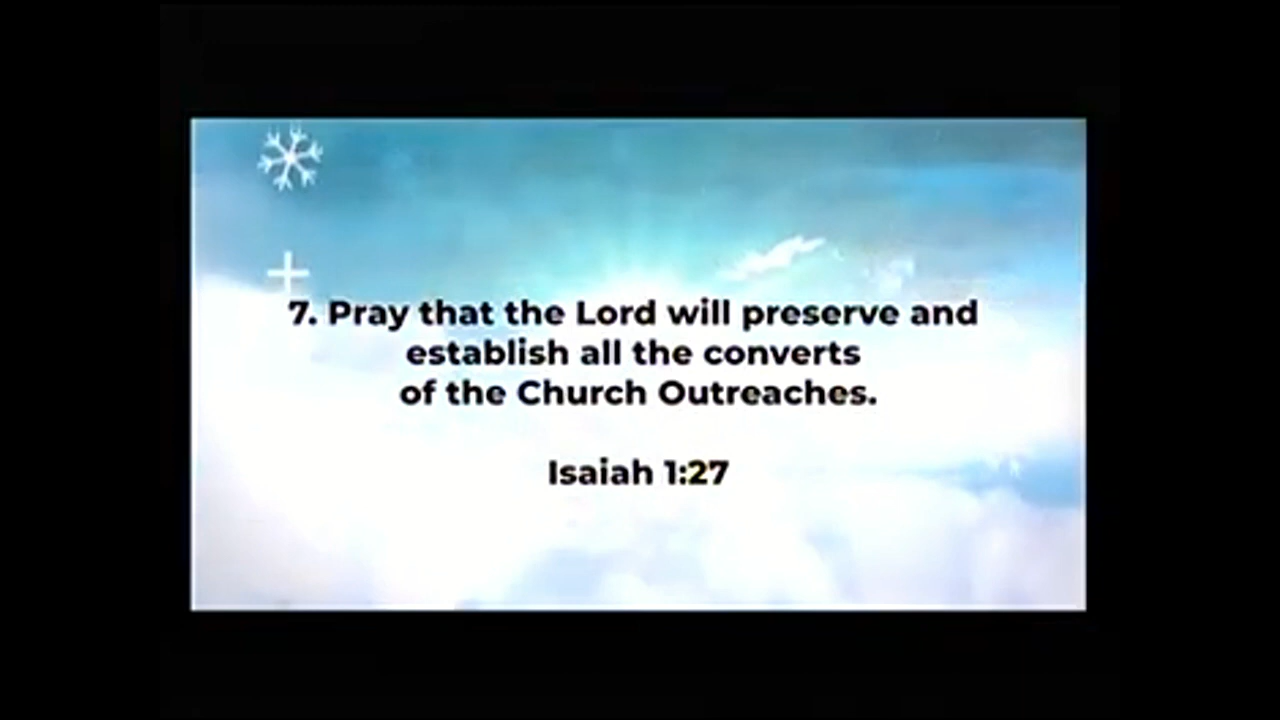 7. Pray that the Lord will preserve and
establish all the converts
of the Church Outreaches.
Isaiah 1:27